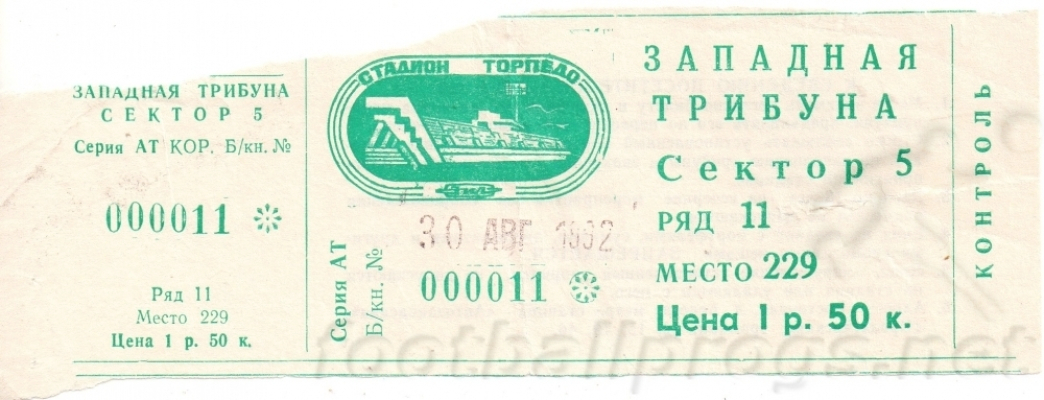 ЗАПАДНАЯ ТРИБУНА
СЕКТОР 5
Серия АТ КОР. Б/кн. №
000011
Ряд 11
Место 229
Цена 1 р. 50 к.
СТАДИОН ТОРПЕДО
ЗИЛ
30 АВГ 1992
Серия АТ
Б/кн. №
000011
ЗАПАДНАЯ
ТРИБУНА
Сектор 5
РЯД 11
МЕСТО 229
Цена 1 р. 50 к.
КОНТРОЛЬ